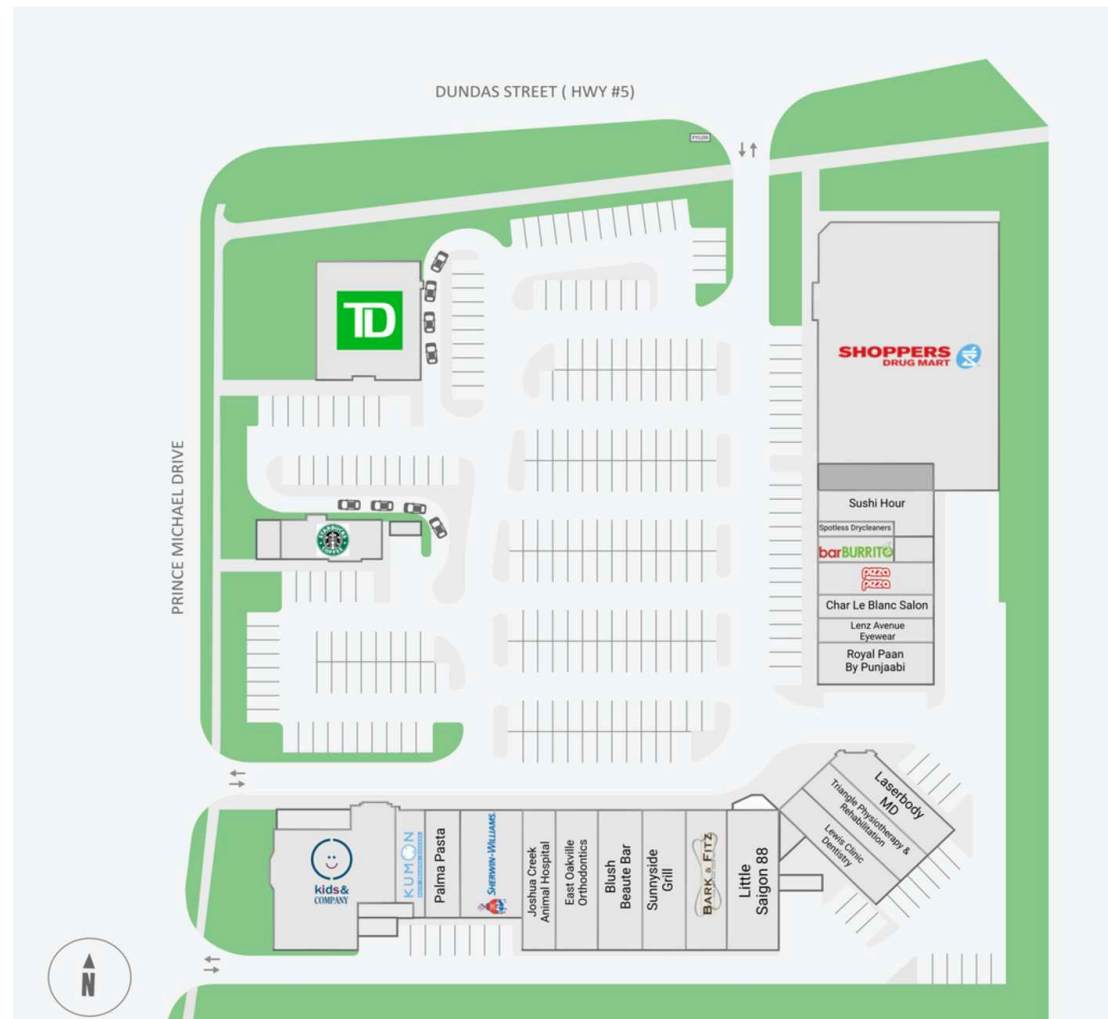 DUNDAS STREET ( HWY #5)
PYLON
TD
SHOPPERS
DRUG MART
PRINCE MICHAEL DRIVE
STARBUCKS
COFFEE
Sushi Hour
Spotless Drycleaners
barBURRITO
pizza
pizza
Char Le Blanc Salon
Lenz Avenue
Eyewear
Royal Paan
By Punjaabi
kids&
COMPANY
KUMON
Palma Pasta
SHERWIN-WILLIAMS.
Joshua Creek
Animal Hospital
East Oakville
Orthodontics
Blush
Beaute Bar
Sunnyside
Grill
BARK & FITZ
Little
Saigon 88
Lewis Clinic
Dentistry
Triangle Physiotherapy &
Rehabilitation
Laserbody
MD
N